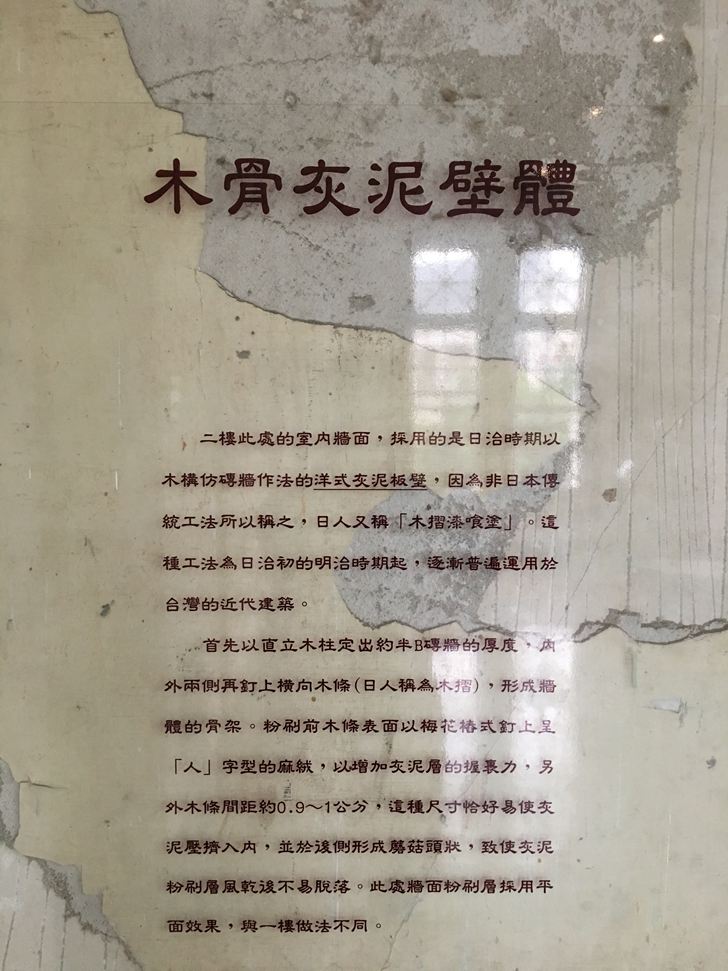 木骨灰泥壁體
二樓此處的室內牆面，採用的是日治時期以
木構仿磚牆作法的洋式灰泥板壁，因為非日本傳
統工法所以稱之，日人又稱「木摺漆喰塗」。這
種工法為日治初的明治時期起，逐漸普遍運用於
台灣的近代建築。
首先以直立木柱定出約半B磚牆的厚度，內
外兩側再釘上橫向木條(日人稱為木摺)，形成牆
體的骨架。粉刷前木條表面以梅花樁式釘上呈
「人」字型的麻絨，以增加灰泥層的握裹力，另
外木條間距約0.9～1公分，這種尺寸恰好易使灰
泥壓擠入內，並於後側形成蘑菇頭狀，致使灰泥
粉刷層風乾後不易脫落。此處牆面粉刷層採用平
面效果，與一樓做法不同。